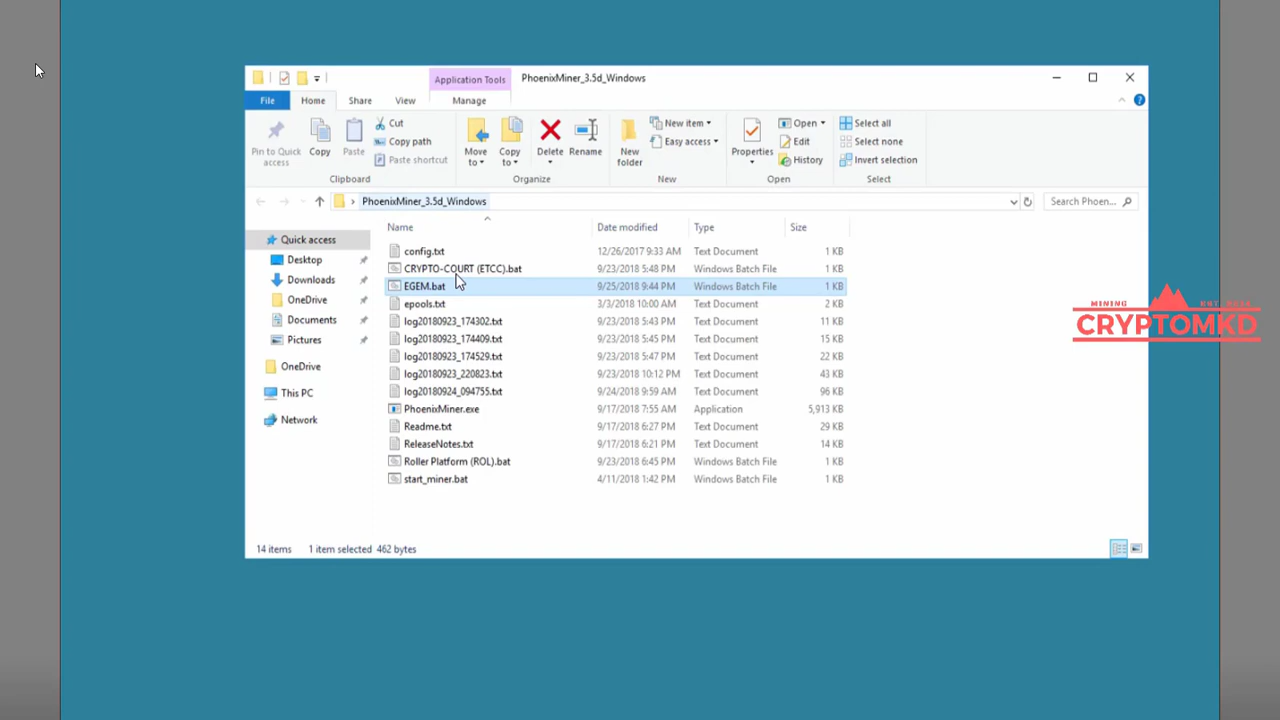 Application Tools
PhoenixMiner_3.5d_Windows
File Home Share View Manage
Pin to Quick access
Copy
Paste
Cut
Copy path
Paste shortcut
Move to
Copy to
Delete
Rename
New folder
New item
Easy access
Properties
Open
Edit
History
Select all
Select none
Invert selection
Clipboard Organize New Open Select
PhoenixMiner_3.5d_Windows
Search Phoen...
Name Date modified Type Size
Quick access
Desktop
Downloads
OneDrive
Documents
Pictures
OneDrive
This PC
Network
config.txt 12/26/2017 9:33 AM Text Document 1 KB
CRYPTO-COURT (ETCC).bat 9/23/2018 5:48 PM Windows Batch File 1 KB
EGEM.bat 9/25/2018 9:44 PM Windows Batch File 1 KB
epools.txt 3/3/2018 10:00 AM Text Document 2 KB
log20180923_174302.txt 9/23/2018 5:43 PM Text Document 11 KB
log20180923_174409.txt 9/23/2018 5:45 PM Text Document 15 KB
log20180923_174529.txt 9/23/2018 5:47 PM Text Document 22 KB
log20180923_220823.txt 9/23/2018 10:12 PM Text Document 43 KB
log20180924_094755.txt 9/24/2018 9:59 AM Text Document 96 KB
PhoenixMiner.exe 9/17/2018 7:55 AM Application 5,913 KB
Readme.txt 9/17/2018 6:27 PM Text Document 29 KB
ReleaseNotes.txt 9/17/2018 6:21 PM Text Document 14 KB
Roller Platform (ROL).bat 9/23/2018 6:45 PM Windows Batch File 1 KB
start_miner.bat 4/11/2018 1:42 PM Windows Batch File 1 KB
14 items 1 item selected 462 bytes
MINING
CRYPTOMKD